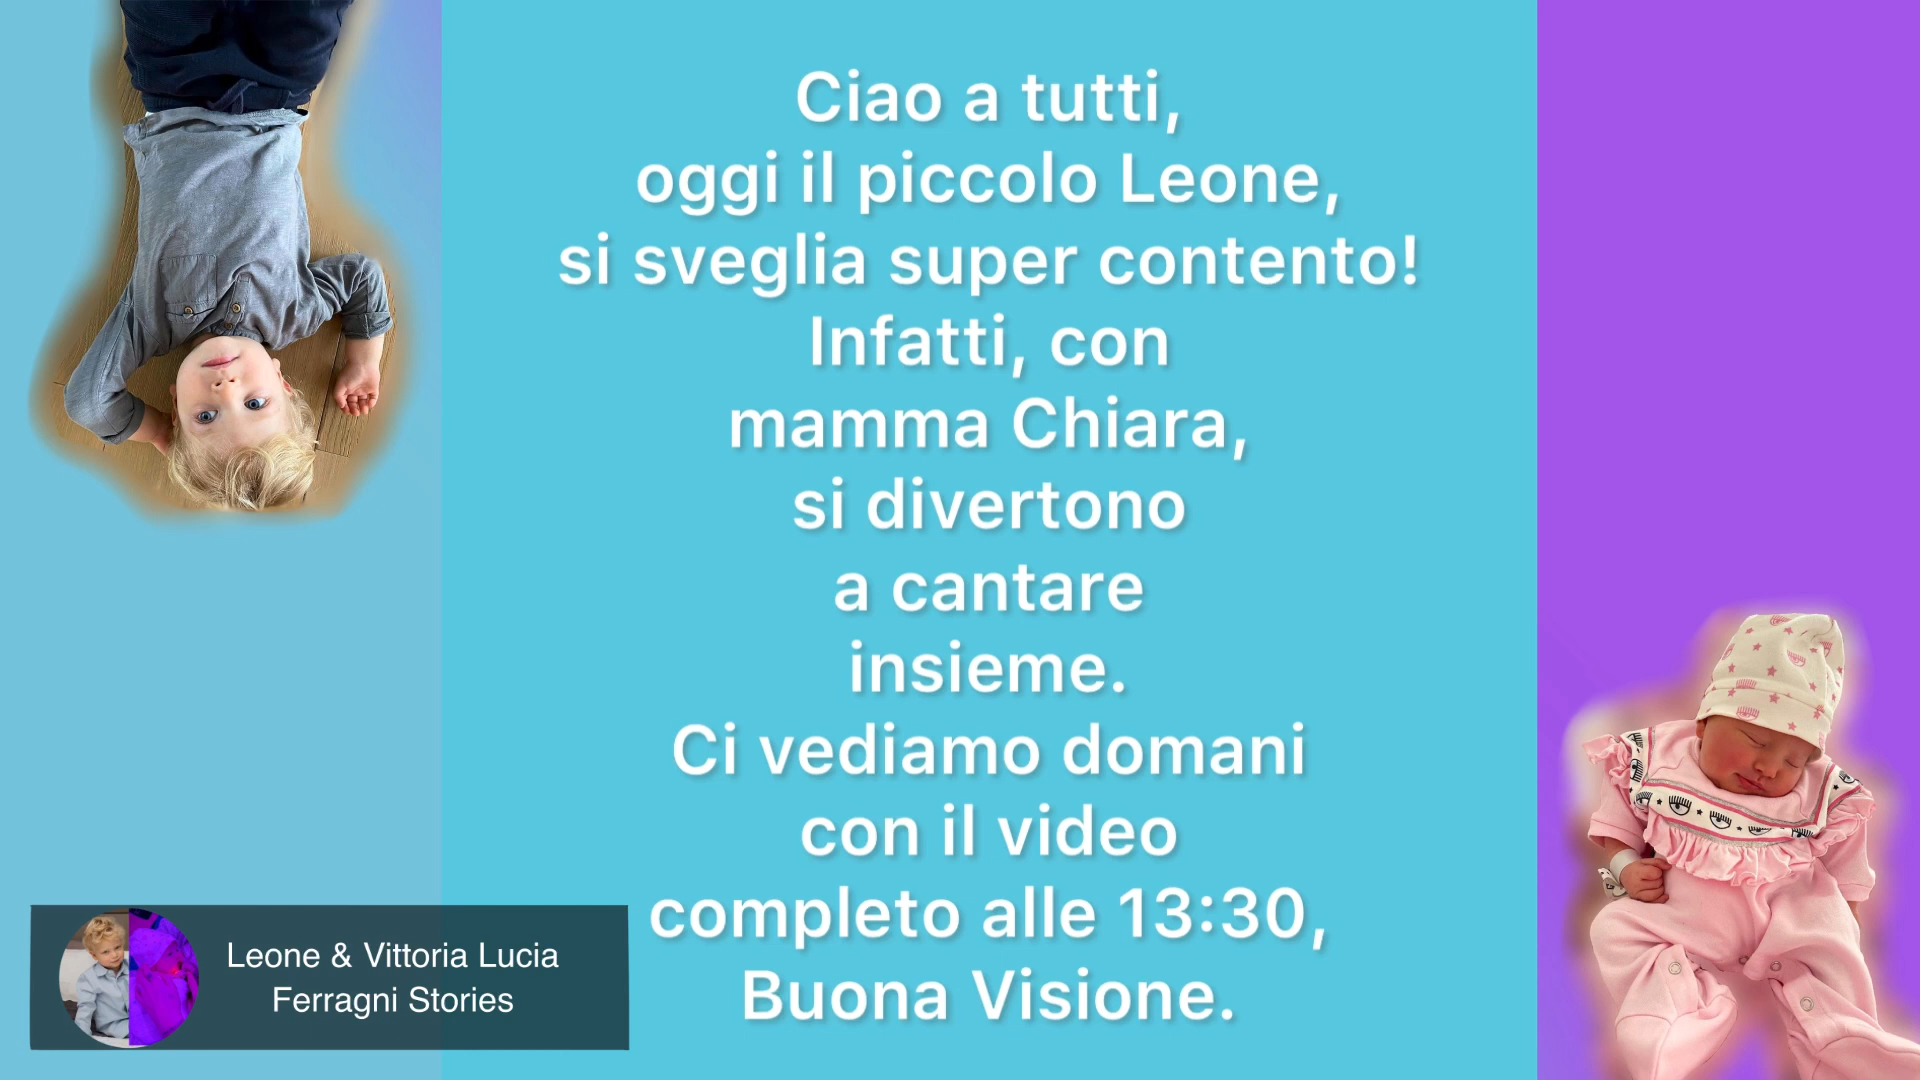 Ciao a tutti,
oggi il piccolo Leone,
si sveglia super contento!
Infatti, con
mamma Chiara,
si divertono
a cantare
insieme.
Ci vediamo domani
con il video
completo alle 13:30,
Buona Visione.
Leone & Vittoria Lucia
Ferragni Stories